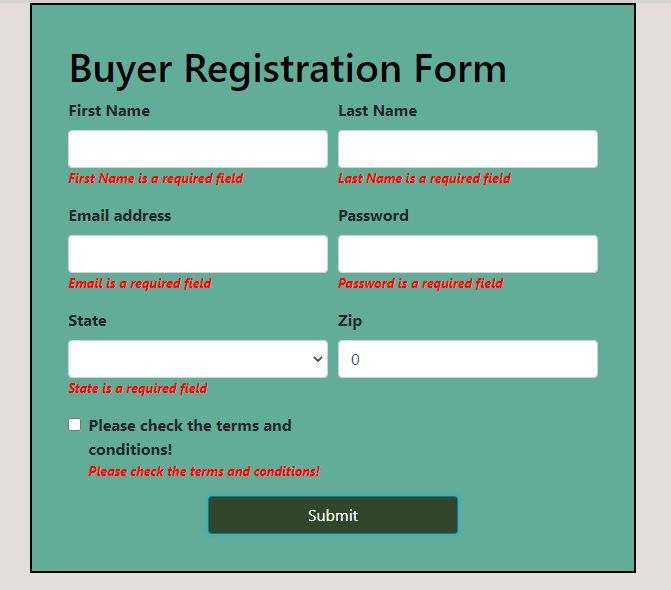 Buyer Registration Form
First Name
Last Name
First Name is a required field
Last Name is a required field
Email address
Password
Email is a required field
Password is a required field
State
Zip
0
State is a required field
Please check the terms and
conditions!
Please check the terms and conditions!
Submit